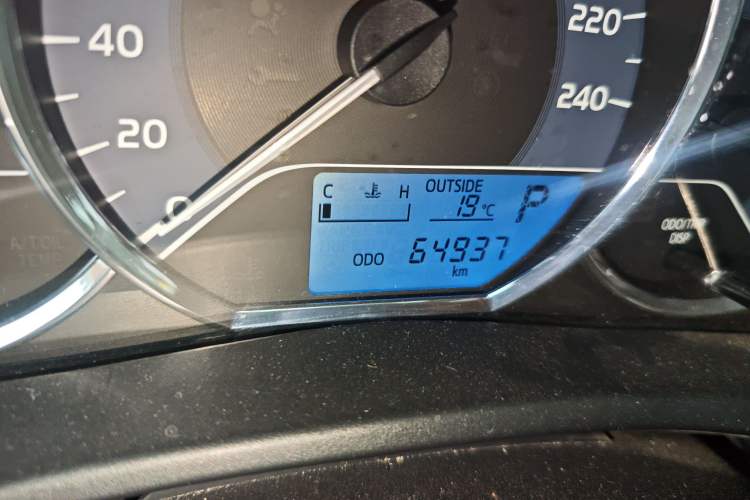 40
20
0
220
240
C H
OUTSIDE
19 °C
P
ODO 64937
km
ODO/TRIP
DISP